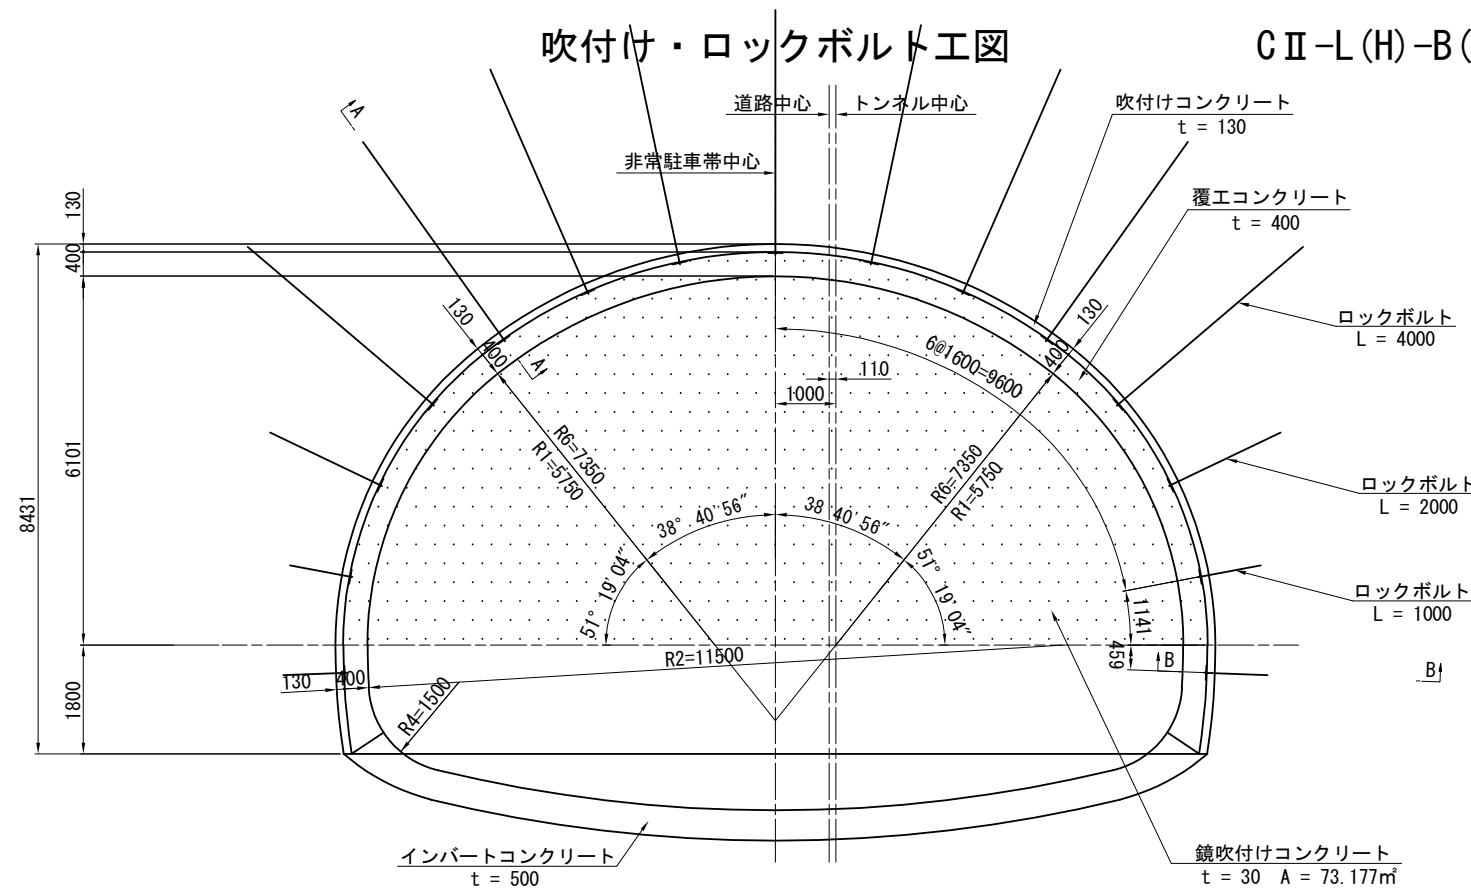 吹付け・ロックボルト工図
CⅡ-L(H)-B(
道路中心
トンネル中心
非常駐車帯中心
吹付けコンクリート
t = 130
覆工コンクリート
t = 400
ロックボルト
L = 4000
ロックボルト
L = 2000
ロックボルト
L = 1000
A
A
130
400
6101
8431
1800
130
400
130
400
6@1600=9600
110
1000
R6=7350
R1=5750
R6=7350
R1=5750
38° 40'56"
38 40'56"
51° 19'04"
51° 19'04"
1141
459
B
B
R2=11500
130
400
R4=1500
インバートコンクリート
t = 500
鏡吹付けコンクリート
t = 30 A = 73.177㎡